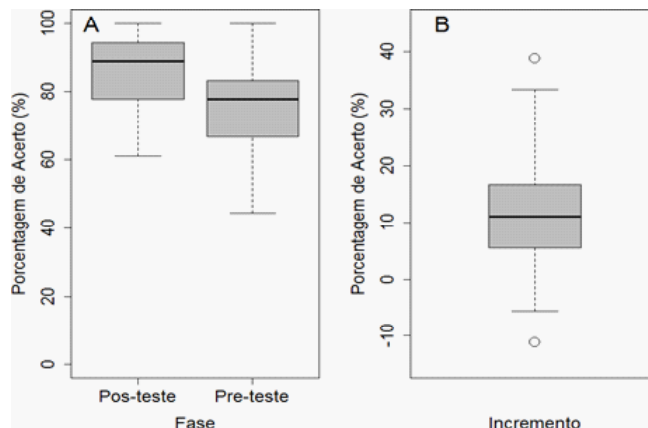 A
Porcentagem de Acerto (%)
100
80
60
40
20
0
Pos-teste Pre-teste
Fase
B
Porcentagem de Acerto (%)
40
30
20
10
0
-10
Incremento